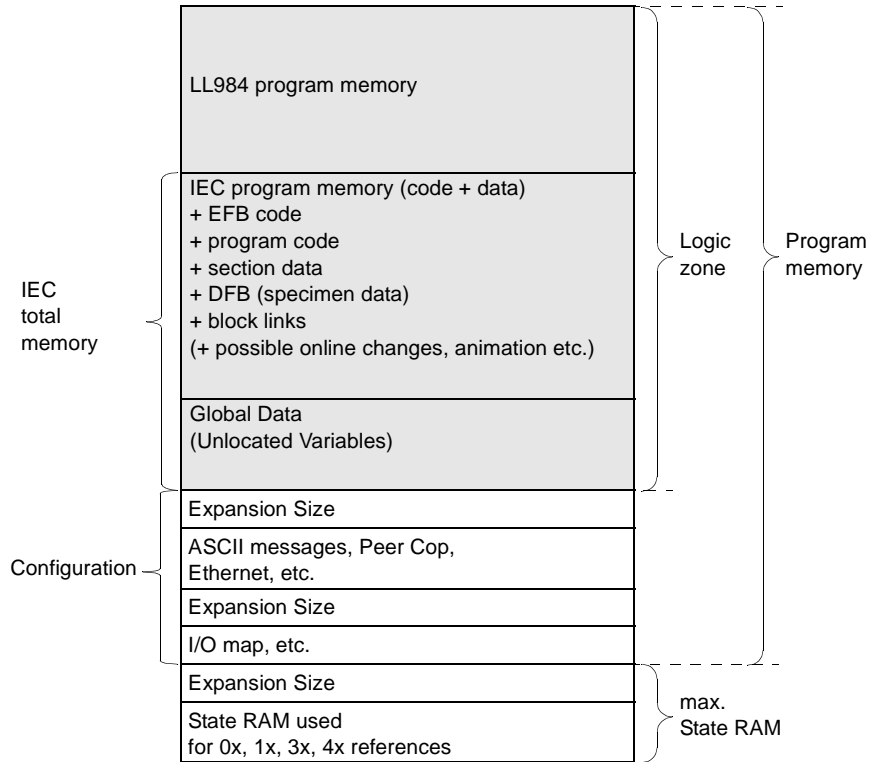 LL984 program memory
IEC program memory (code + data)
+ EFB code
+ program code
+ section data
+ DFB (specimen data)
+ block links
(+ possible online changes, animation etc.)
Logic
zone
Program
memory
IEC
total
memory
Global Data
(Unlocated Variables)
Expansion Size
ASCII messages, Peer Cop,
Ethernet, etc.
Configuration
Expansion Size
I/O map, etc.
Expansion Size
State RAM used
for 0x, 1x, 3x, 4x references
max.
State RAM